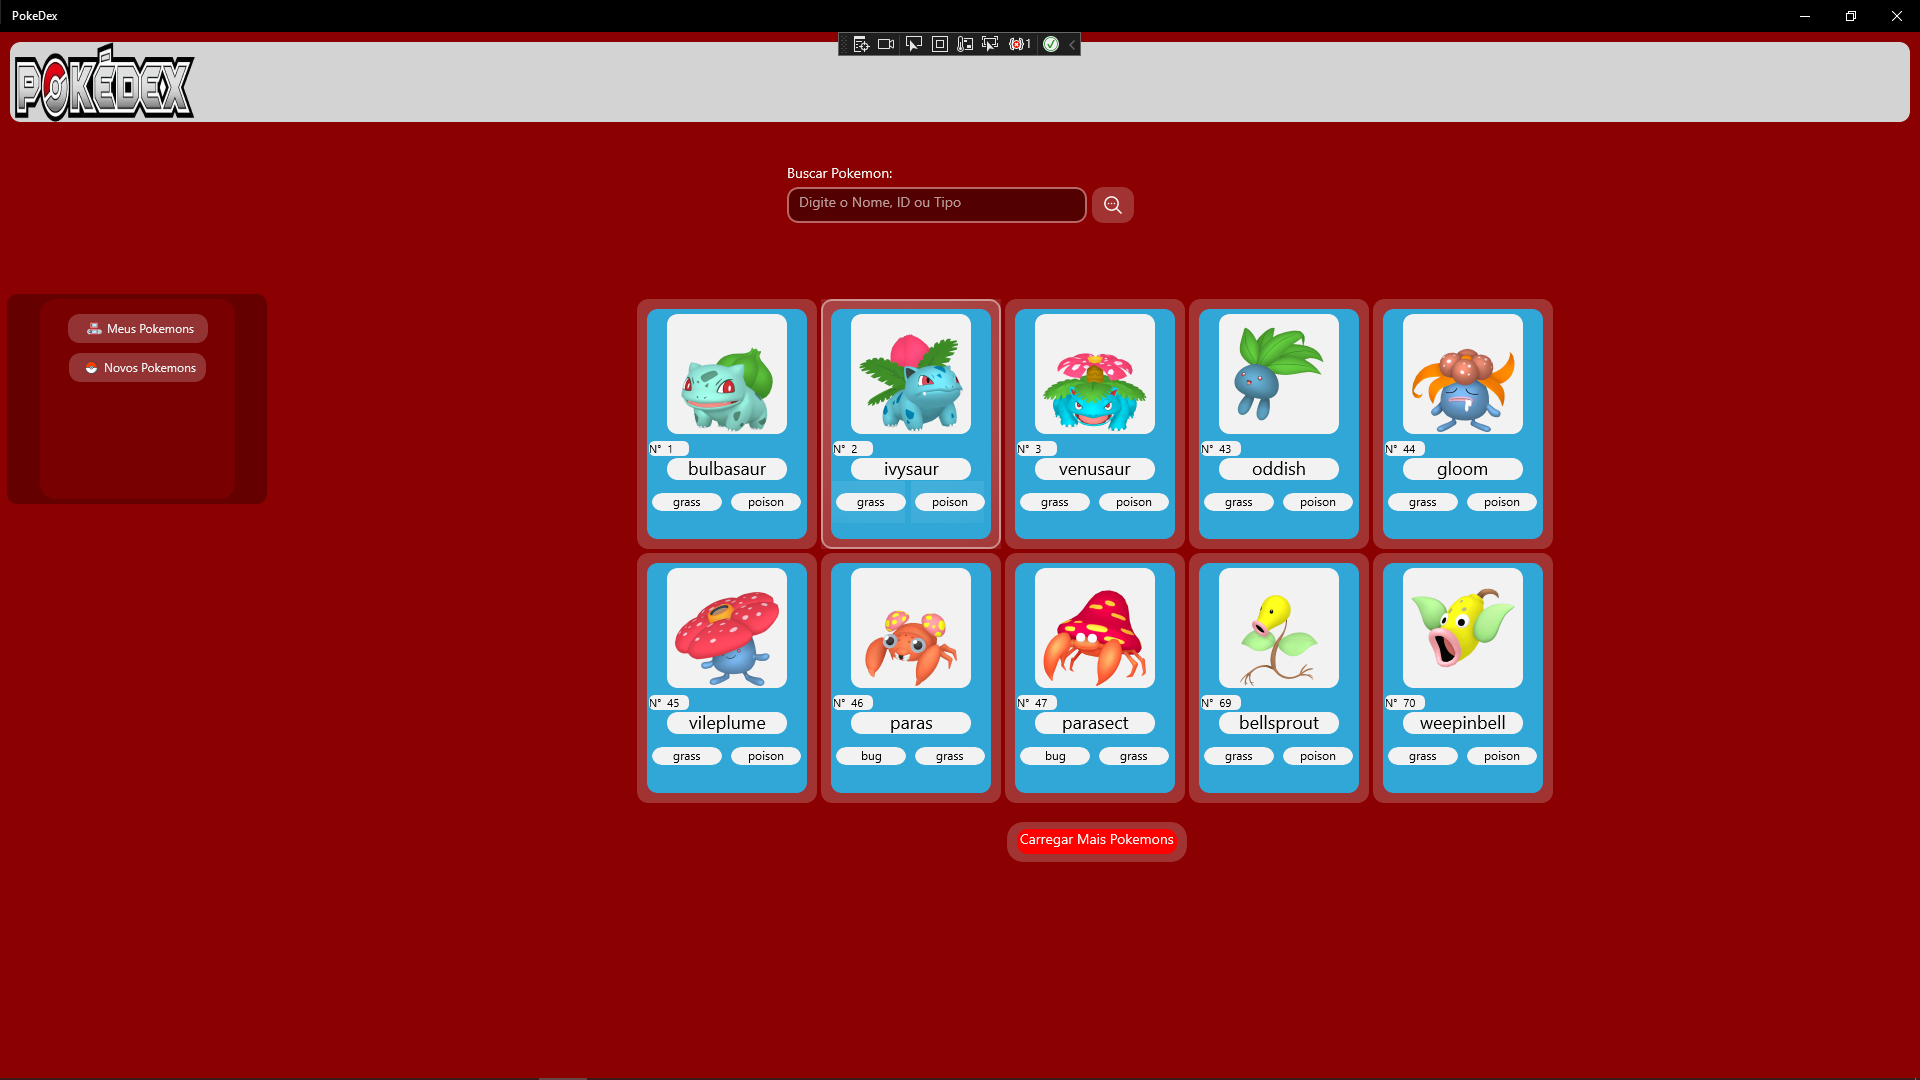 PokeDex
POKÉDEX
1
Buscar Pokemon:
Digite o Nome, ID ou Tipo
Meus Pokemons
Novos Pokemons
N° 1
bulbasaur
grass poison
N° 2
ivysaur
grass poison
N° 3
venusaur
grass poison
N° 43
oddish
grass poison
N° 44
gloom
grass poison
N° 45
vileplume
grass poison
N° 46
paras
bug grass
N° 47
parasect
bug grass
N° 69
bellsprout
grass poison
N° 70
weepinbell
grass poison
Carregar Mais Pokemons